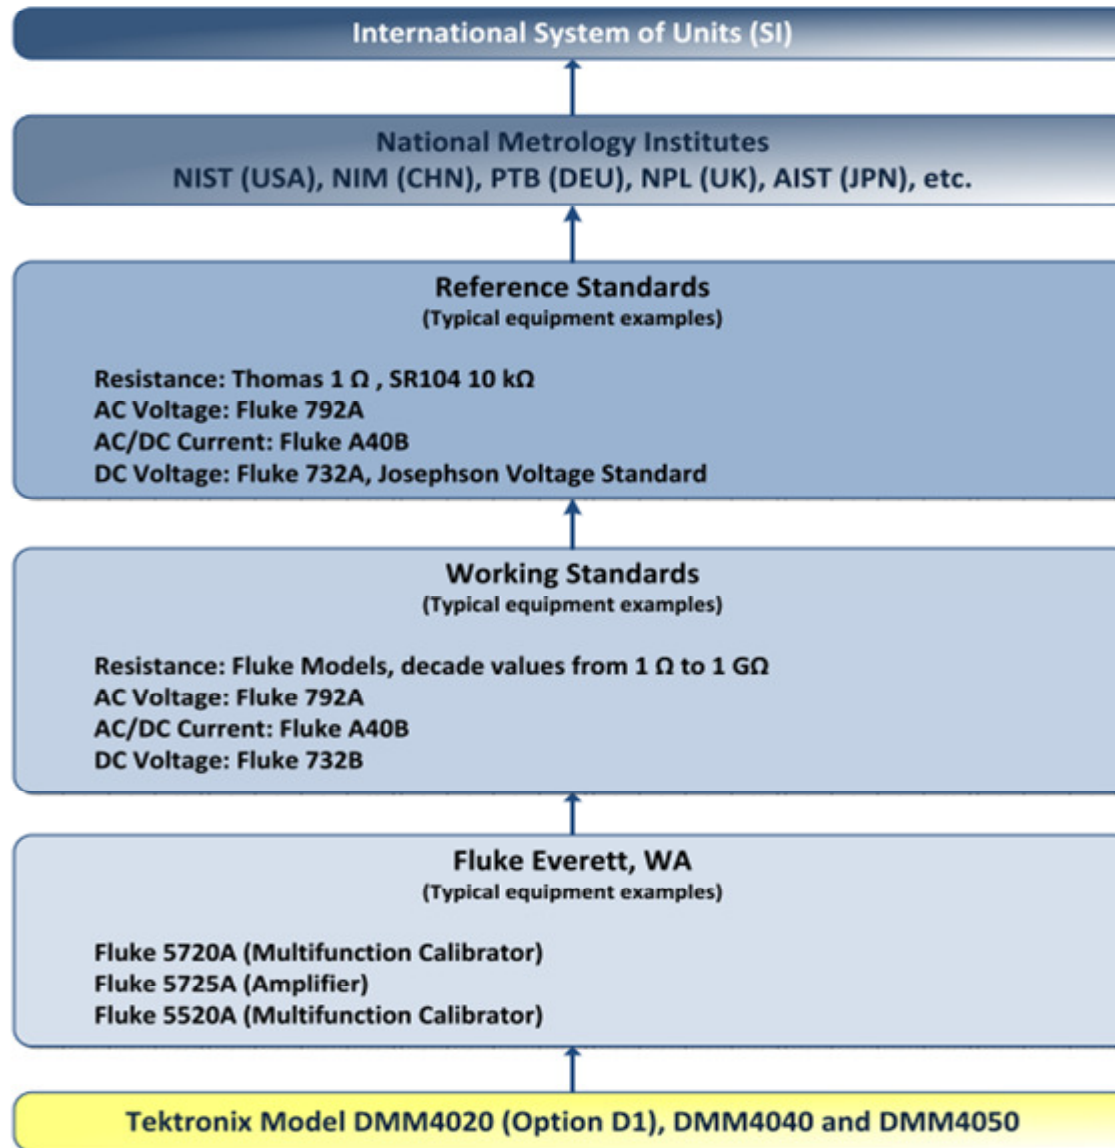 International System of Units (SI)
National Metrology Institutes
NIST (USA), NIM (CHN), PTB (DEU), NPL (UK), AIST (JPN), etc.
Reference Standards
(Typical equipment examples)
Resistance: Thomas 1 Ω , SR104 10 kΩ
AC Voltage: Fluke 792A
AC/DC Current: Fluke A40B
DC Voltage: Fluke 732A, Josephson Voltage Standard
Working Standards
(Typical equipment examples)
Resistance: Fluke Models, decade values from 1 Ω to 1 GΩ
AC Voltage: Fluke 792A
AC/DC Current: Fluke A40B
DC Voltage: Fluke 732B
Fluke Everett, WA
(Typical equipment examples)
Fluke 5720A (Multifunction Calibrator)
Fluke 5725A (Amplifier)
Fluke 5520A (Multifunction Calibrator)
Tektronix Model DMM4020 (Option D1), DMM4040 and DMM4050